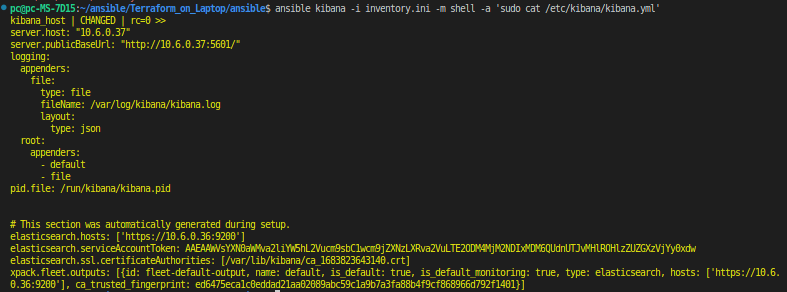 pc@pc-MS-7D15:~/ansible/Terraform_on_Laptop/ansible$ ansible kibana -i inventory.ini -m shell -a 'sudo cat /etc/kibana/kibana.yml'
kibana_host | CHANGED | rc=0 >>
server.host: "10.6.0.37"
server.publicBaseUrl: "http://10.6.0.37:5601/"
logging:
  appenders:
    file:
      type: file
      fileName: /var/log/kibana/kibana.log
      layout:
        type: json
  root:
    appenders:
      - default
      - file
pid.file: /run/kibana/kibana.pid
# This section was automatically generated during setup.
elasticsearch.hosts: ['https://10.6.0.36:9200']
elasticsearch.serviceAccountToken: AAEAAWVsYXN0aWMva2liYW5hL2Vucm9sbC1wcm9jZXNzLXRva2VuLTE2ODM4MjM2NDIxMDM6QUdnUTJvMHlROHlzZUZGXzVjYy0xdw
elasticsearch.ssl.certificateAuthorities: [/var/lib/kibana/ca_1683823643140.crt]
xpack.fleet.outputs: [{id: fleet-default-output, name: default, is_default: true, is_default_monitoring: true, type: elasticsearch, hosts: ['https://10.6.
0.36:9200'], ca_trusted_fingerprint: ed6475eca1c0eddad21aa02089abc59c1a9b7a3fa88b4f9cf868966d792f1401}]